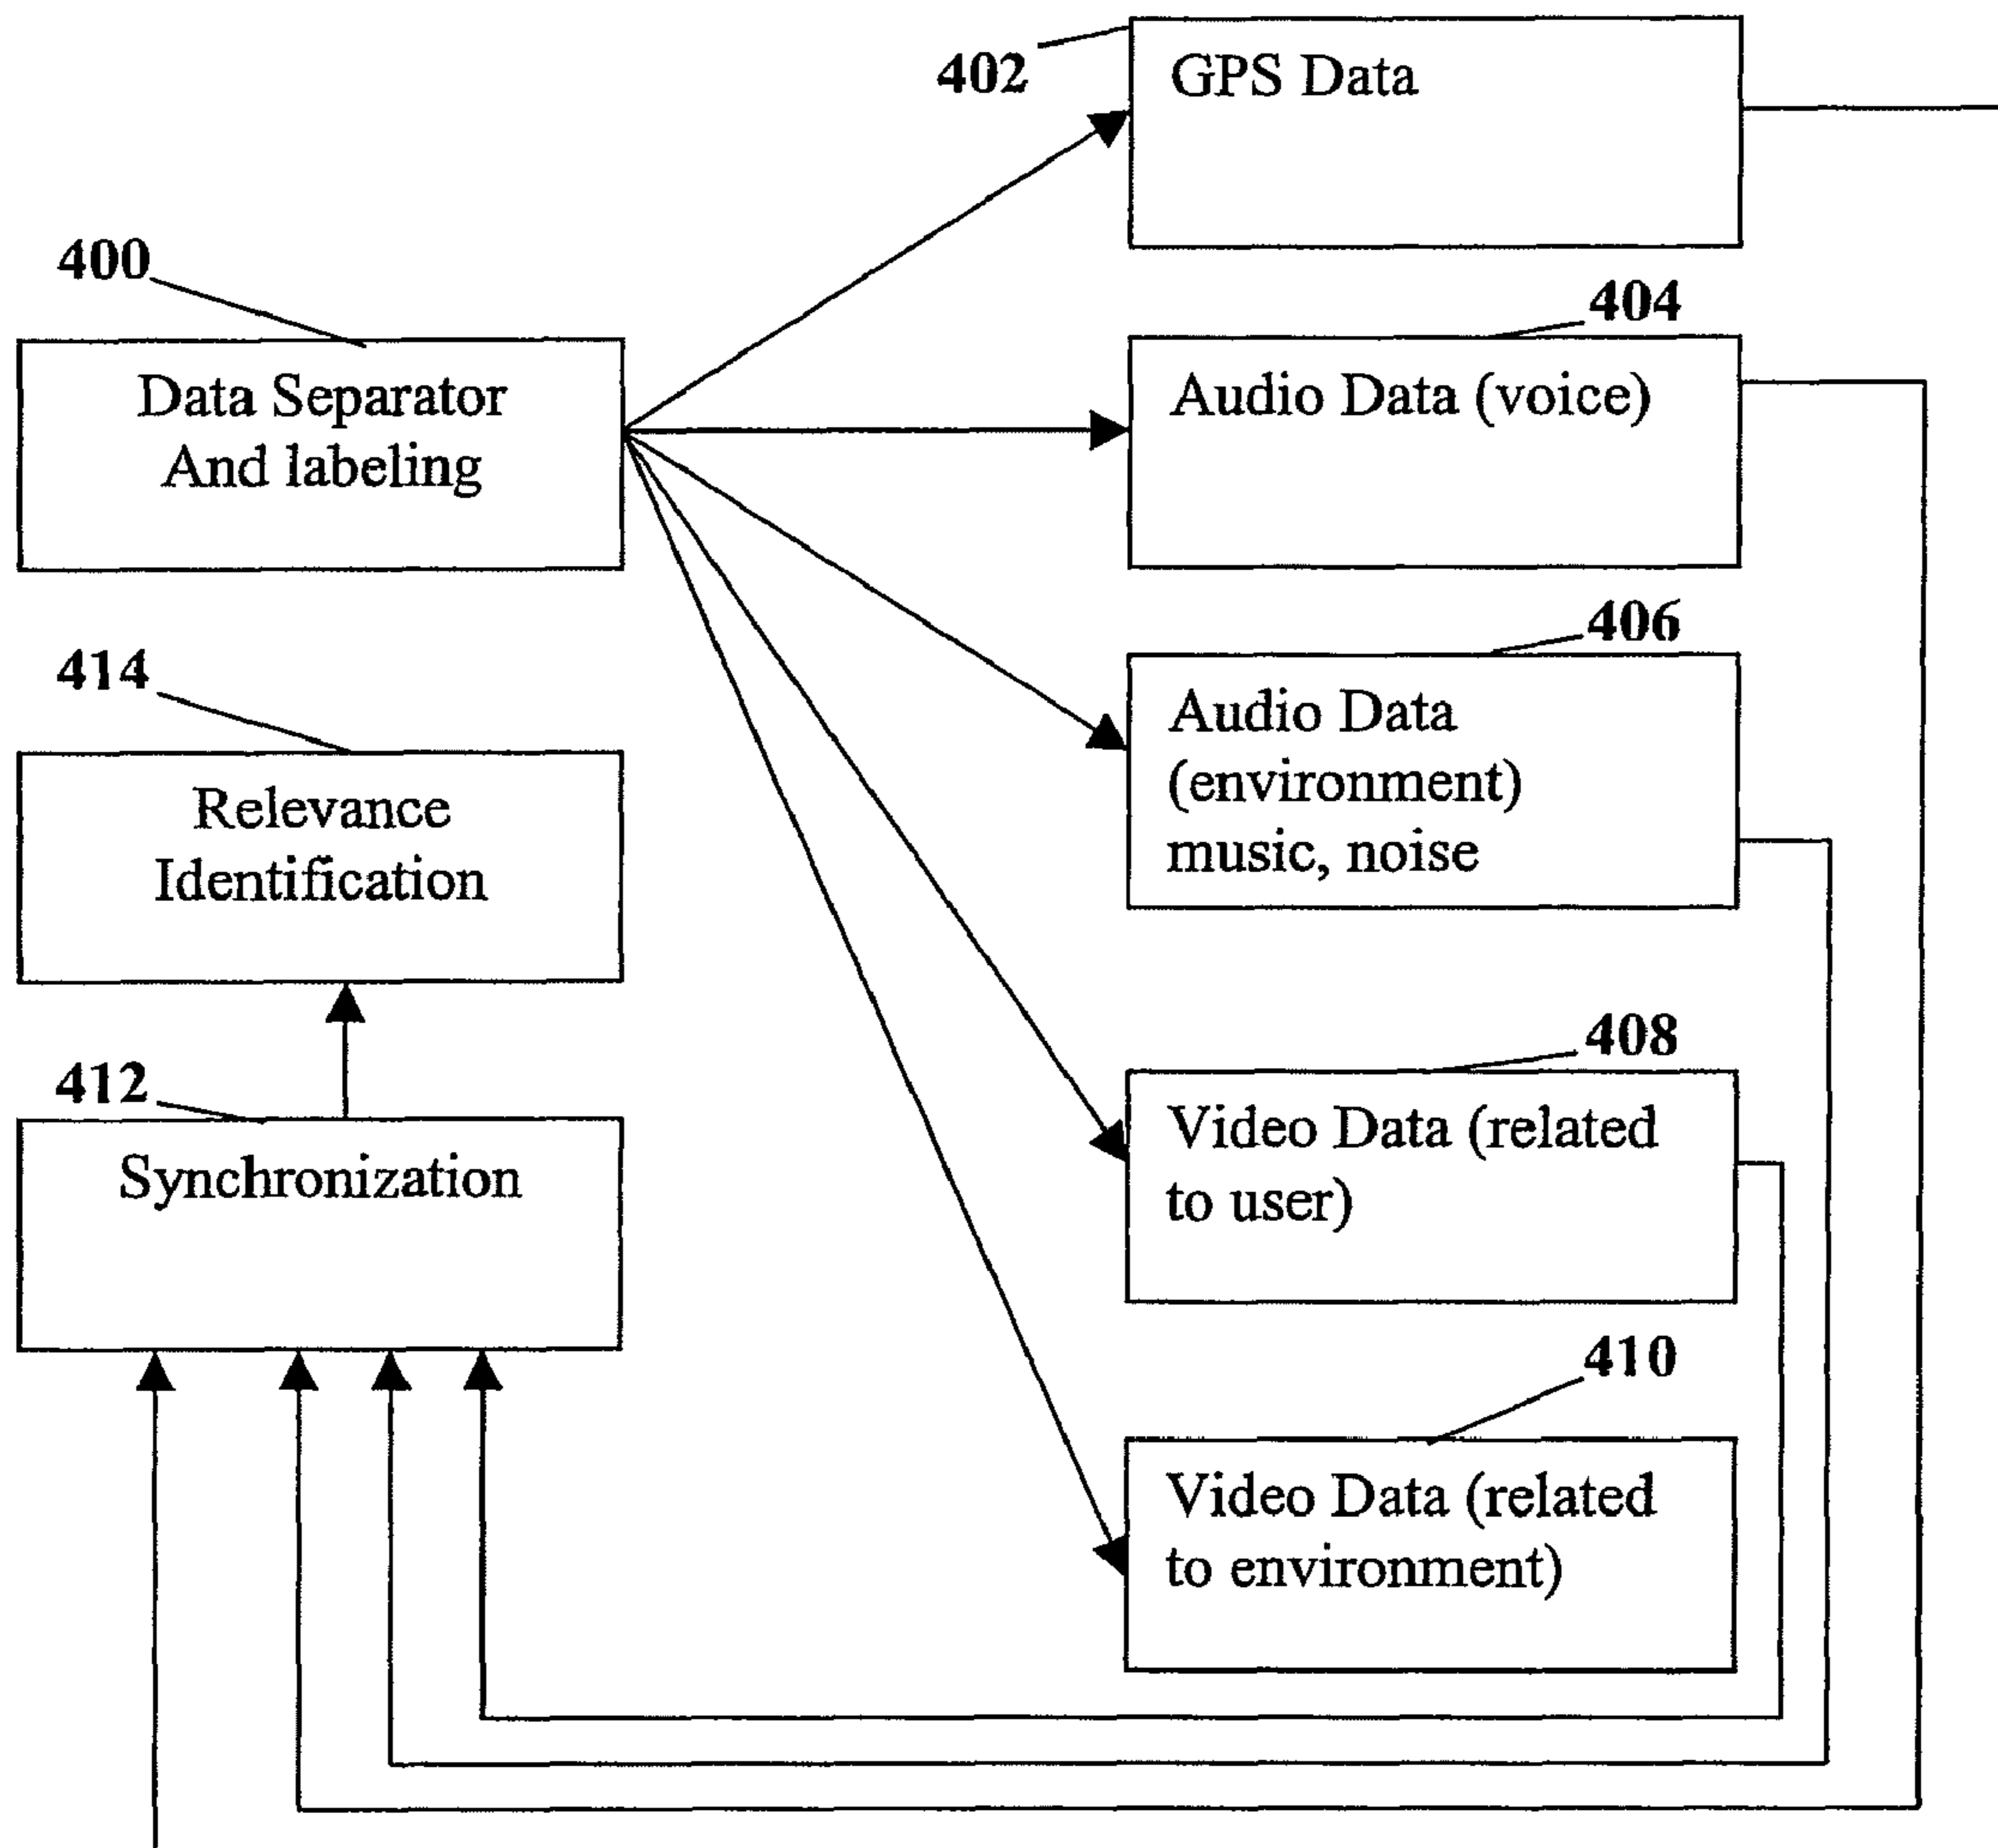 402
GPS Data
400
Data Separator
And labeling
404
Audio Data (voice)
406
Audio Data
(environment)
music, noise
414
Relevance
Identification
408
Video Data (related
to user)
412
Synchronization
410
Video Data (related
to environment)